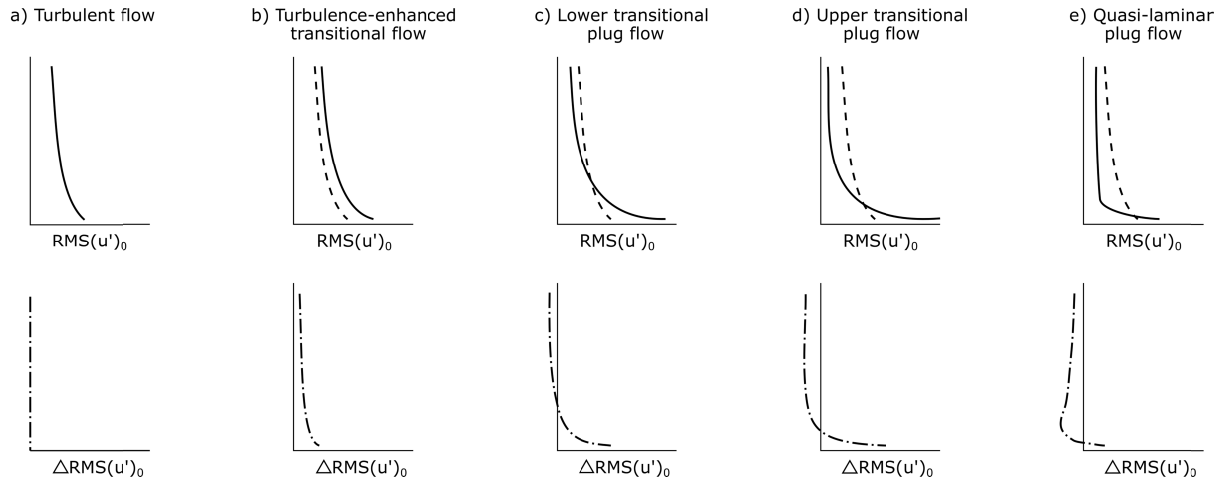 a) Turbulent flow
b) Turbulence-enhanced
transitional flow
c) Lower transitional
plug flow
d) Upper transitional
plug flow
e) Quasi-laminar
plug flow
RMS(u')₀
RMS(u')₀
RMS(u')₀
RMS(u')₀
RMS(u')₀
△RMS(u')₀
△RMS(u')₀
△RMS(u')₀
△RMS(u')₀
△RMS(u')₀